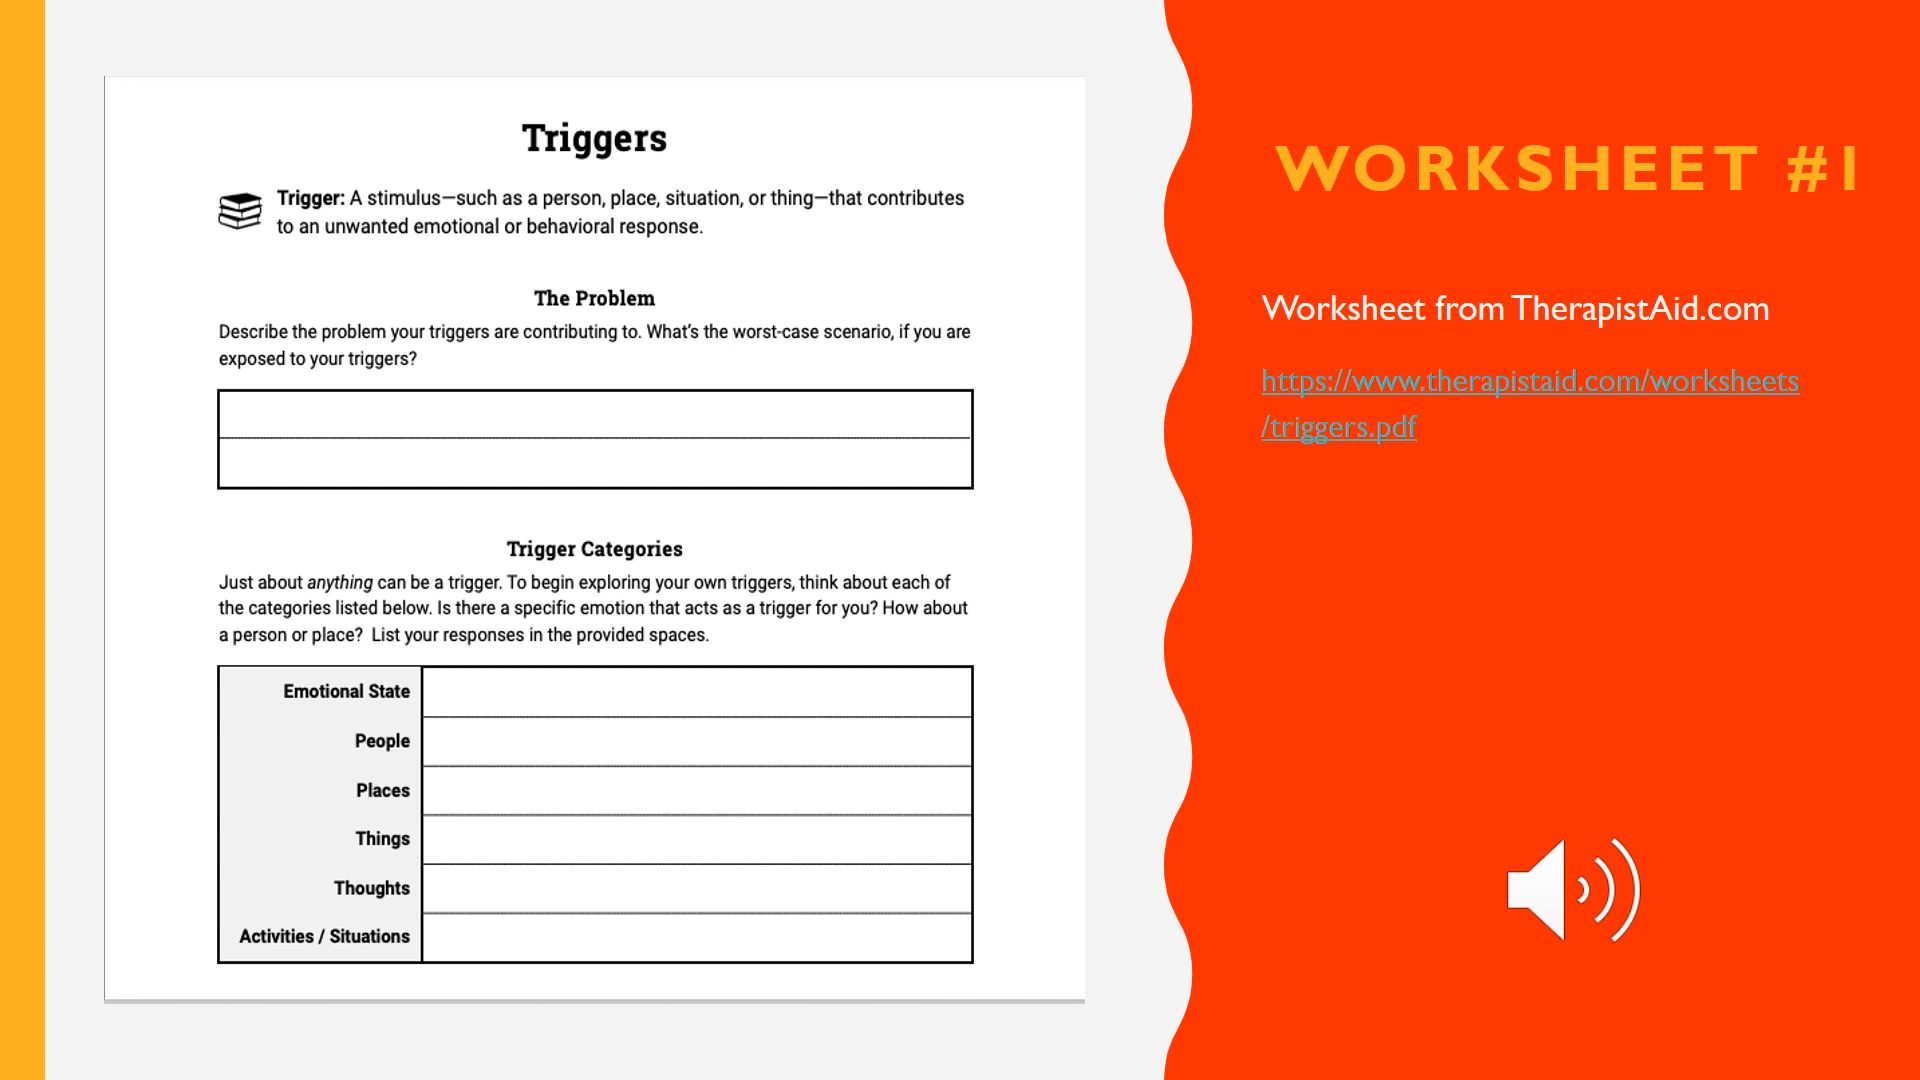 Triggers
Trigger: A stimulus—such as a person, place, situation, or thing—that contributes
to an unwanted emotional or behavioral response.
The Problem
Describe the problem your triggers are contributing to. What’s the worst-case scenario, if you are
exposed to your triggers?
Trigger Categories
Just about anything can be a trigger. To begin exploring your own triggers, think about each of
the categories listed below. Is there a specific emotion that acts as a trigger for you? How about
a person or place?  List your responses in the provided spaces.
Emotional State
People
Places
Things
Thoughts
Activities / Situations
WORKSHEET #1
Worksheet from TherapistAid.com
https://www.therapistaid.com/worksheets
/triggers.pdf